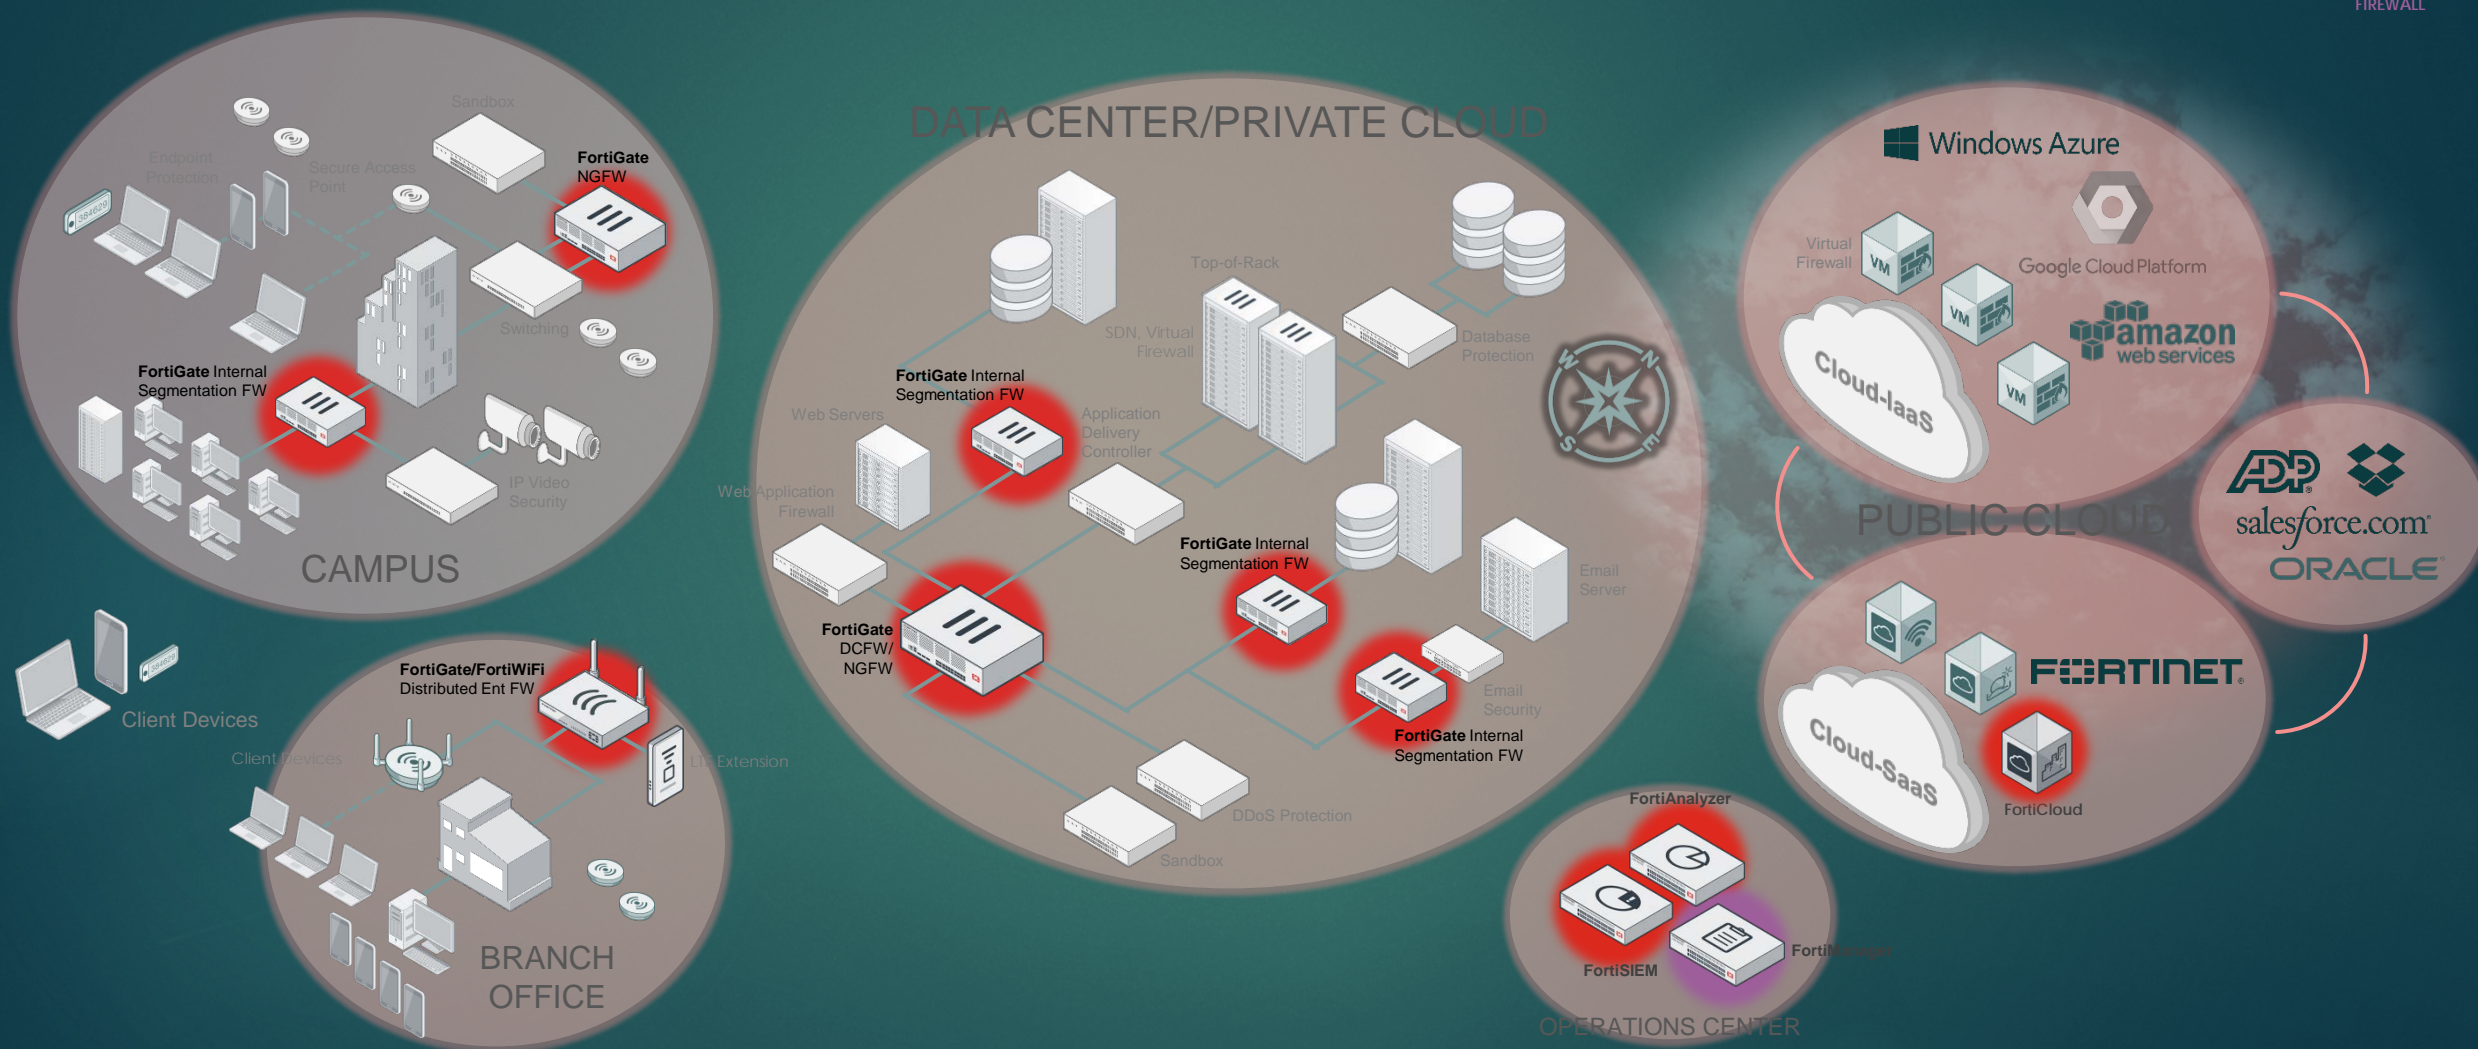 FIREWALL
Sandbox
FortiGate
NGFW
Endpoint
Protection
Secure Access
Point
384629
Switching
FortiGate Internal
Segmentation FW
IP Video
Security
CAMPUS
384629
Client Devices
FortiGate/FortiWiFi
Distributed Ent FW
Client Devices
LTE Extension
BRANCH
OFFICE
DATA CENTER/PRIVATE CLOUD
Top-of-Rack
SDN, Virtual
Firewall
Database
Protection
FortiGate Internal
Segmentation FW
Web Servers
Application
Delivery
Controller
Web Application
Firewall
FortiGate Internal
Segmentation FW
Email
Server
FortiGate
DCFW/
NGFW
Email
Security
FortiGate Internal
Segmentation FW
DDoS Protection
Sandbox
W
N
S
E
Windows Azure
Virtual
Firewall
VM
Google Cloud Platform
VM
amazon
web services
VM
Cloud-IaaS
PUBLIC CLOUD
ADP
salesforce.com
ORACLE
FORTINET
Cloud-SaaS
FortiCloud
FortiAnalyzer
FortiManager
FortiSIEM
OPERATIONS CENTER